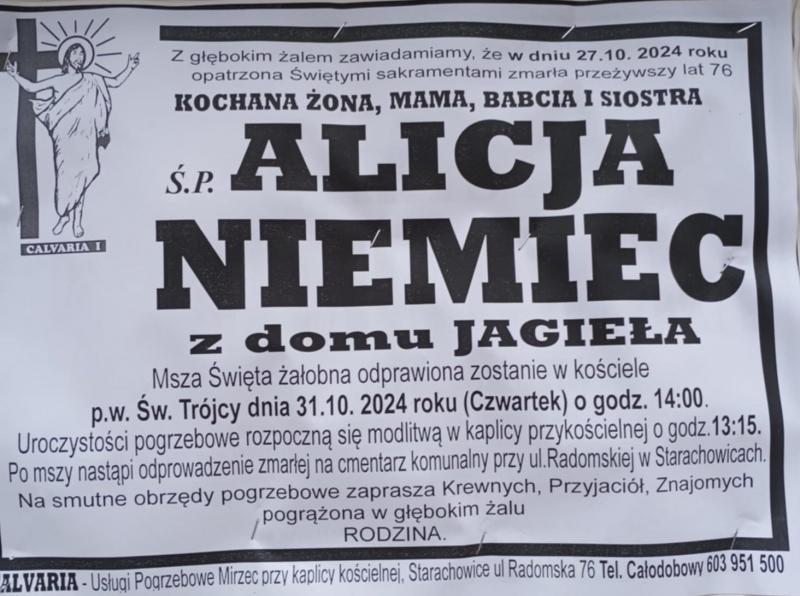 Z głębokim żalem zawiadamiamy, że w dniu 27.10. 2024 roku
opatrzona Świętymi sakramentami zmarła przeżywszy lat 76
KOCHANA ŻONA, MAMA, BABCIA I SIOSTRA
Ś.P. ALICJA
NIEMIEC
z domu JAGIEŁA
CALVARIA I
Msza Święta żałobna odprawiona zostanie w kościele
p.w. Św. Trójcy dnia 31.10. 2024 roku (Czwartek) o godz. 14:00.
Uroczystości pogrzebowe rozpoczną się modlitwą w kaplicy przykościelnej o godz.13:15.
Po mszy nastąpi odprowadzenie zmarłej na cmentarz komunalny przy ul.Radomskiej w Starachowicach.
Na smutne obrzędy pogrzebowe zaprasza Krewnych, Przyjaciół, Znajomych
pogrążona w głębokim żalu
RODZINA.
ALVARIA - Usługi Pogrzebowe Mirzec przy kaplicy kościelnej, Starachowice ul Radomska 76 Tel. Całodobowy 603 951 500